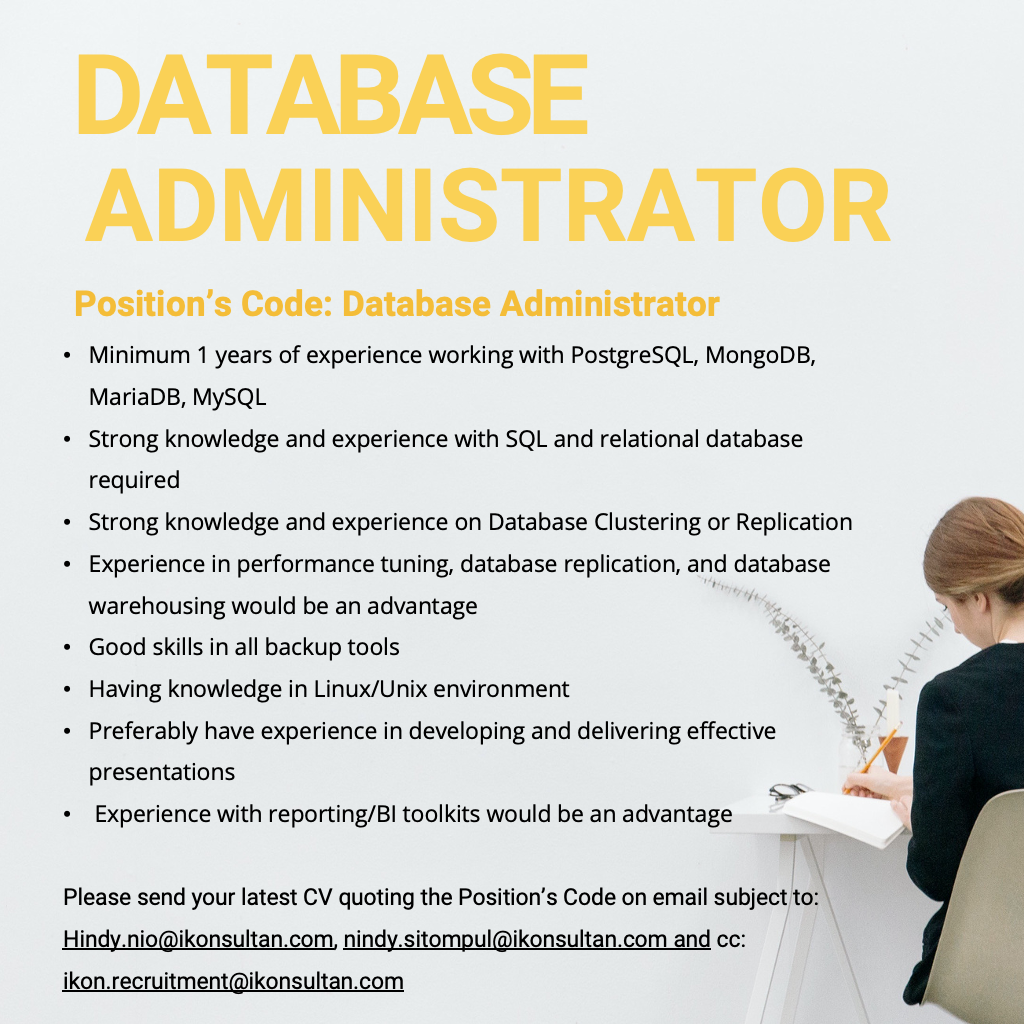 DATABASE
ADMINISTRATOR
Position’s Code: Database Administrator
• Minimum 1 years of experience working with PostgreSQL, MongoDB,
MariaDB, MySQL
• Strong knowledge and experience with SQL and relational database
required
• Strong knowledge and experience on Database Clustering or Replication
• Experience in performance tuning, database replication, and database
warehousing would be an advantage
• Good skills in all backup tools
• Having knowledge in Linux/Unix environment
• Preferably have experience in developing and delivering effective
presentations
• Experience with reporting/BI toolkits would be an advantage
Please send your latest CV quoting the Position’s Code on email subject to:
Hindy.nio@ikonsultan.com, nindy.sitompul@ikonsultan.com and cc:
ikon.recruitment@ikonsultan.com